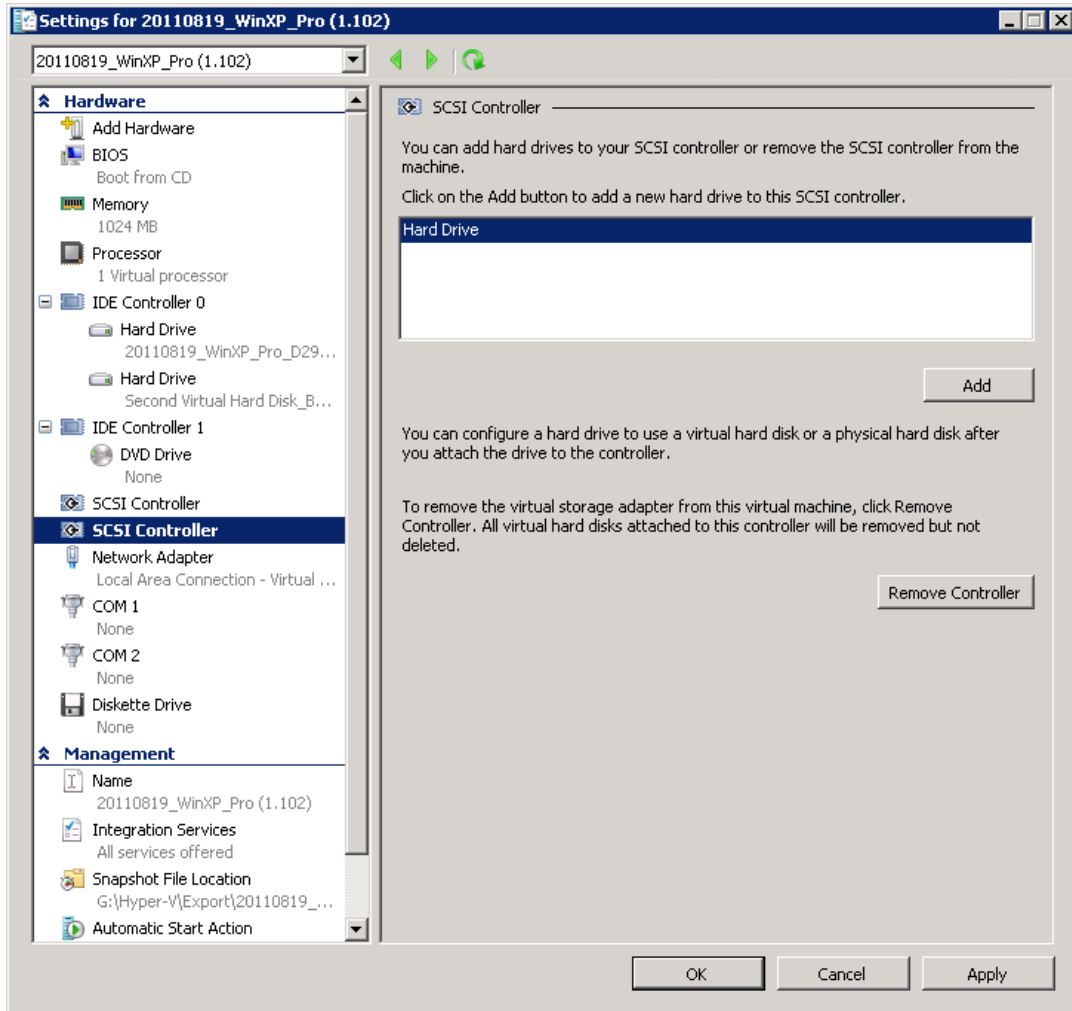 Settings for 20110819_WinXP_Pro (1.102)
20110819_WinXP_Pro (1.102)
Hardware
Add Hardware
BIOS
Boot from CD
Memory
1024 MB
Processor
1 Virtual processor
IDE Controller 0
Hard Drive
20110819_WinXP_Pro_D29...
Hard Drive
Second Virtual Hard Disk_B...
IDE Controller 1
DVD Drive
None
SCSI Controller
SCSI Controller
Network Adapter
Local Area Connection - Virtual ...
COM 1
None
COM 2
None
Diskette Drive
None
Management
Name
20110819_WinXP_Pro (1.102)
Integration Services
All services offered
Snapshot File Location
G:\Hyper-V\Export\20110819_...
Automatic Start Action
SCSI Controller
You can add hard drives to your SCSI controller or remove the SCSI controller from the
machine.
Click on the Add button to add a new hard drive to this SCSI controller.
Hard Drive
Add
You can configure a hard drive to use a virtual hard disk or a physical hard disk after
you attach the drive to the controller.
To remove the virtual storage adapter from this virtual machine, click Remove
Controller. All virtual hard disks attached to this controller will be removed but not
deleted.
Remove Controller
OK
Cancel
Apply